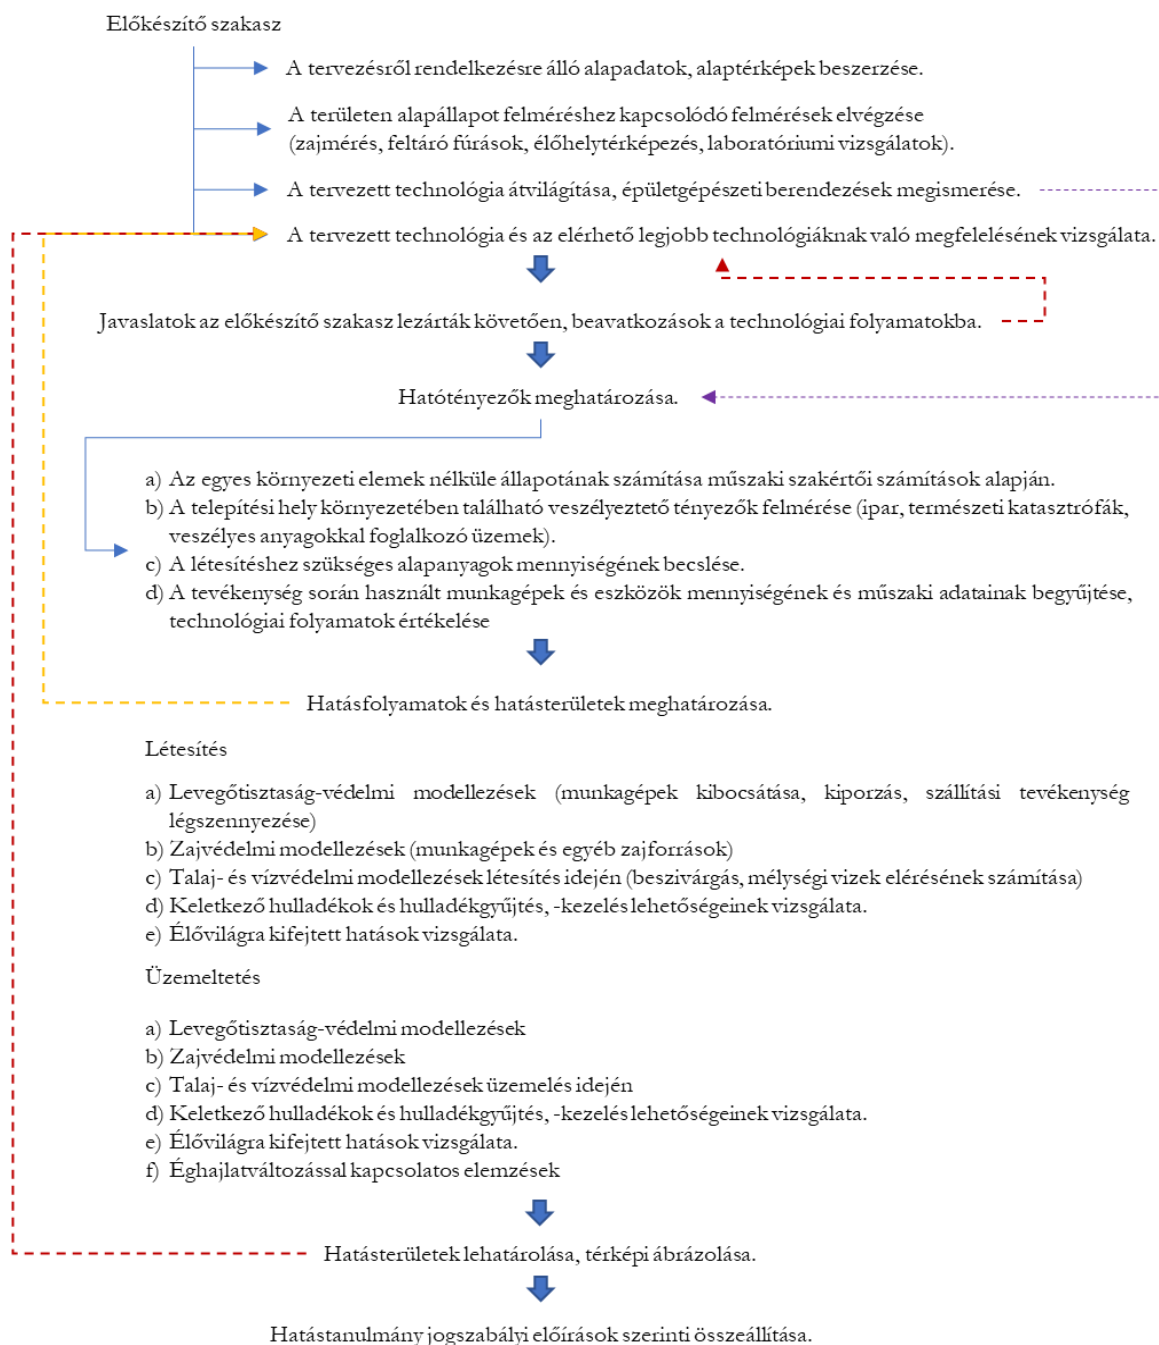 Előkészítő szakasz
A tervezésről rendelkezésre álló alapadatok, alaptérképek beszerzése.
A területen alapállapot felméréshez kapcsolódó felmérések elvégzése
(zajmérés, feltáró fúrások, élőhelytérképezés, laboratóriumi vizsgálatok).
A tervezett technológia átvilágítása, épületgépészeti berendezések megismerése.
A tervezett technológia és az elérhető legjobb technológiáknak való megfelelésének vizsgálata.
Javaslatok az előkészítő szakasz lezárták követően, beavatkozások a technológiai folyamatokba.
Hatótényezők meghatározása.
a) Az egyes környezeti elemek nélküle állapotának számítása műszaki szakértői számítások alapján.
b) A telepítési hely környezetében található veszélyeztető tényezők felmérése (ipar, természeti katasztrófák,
veszélyes anyagokkal foglalkozó üzemek).
c) A létesítéshez szükséges alapanyagok mennyiségének becslése.
d) A tevékenység során használt munkagépek és eszközök mennyiségének és műszaki adatainak begyűjtése,
technológiai folyamatok értékelése
Hatásfolyamatok és hatásterületek meghatározása.
Létesítés
a) Levegőtisztaság-védelmi modellezések (munkagépek kibocsátása, kiporzás, szállítási tevékenység
légszennyezése)
b) Zajvédelmi modellezések (munkagépek és egyéb zajforrások)
c) Talaj- és vízvédelmi modellezések létesítés idején (beszivárgás, mélységi vizek elérésének számítása)
d) Keletkező hulladékok és hulladékgyűjtés, -kezelés lehetőségeinek vizsgálata.
e) Élővilágra kifejtett hatások vizsgálata.
Üzemeltetés
a) Levegőtisztaság-védelmi modellezések
b) Zajvédelmi modellezések
c) Talaj- és vízvédelmi modellezések üzemelés idején
d) Keletkező hulladékok és hulladékgyűjtés, -kezelés lehetőségeinek vizsgálata.
e) Élővilágra kifejtett hatások vizsgálata.
f) Éghajlatváltozással kapcsolatos elemzések
Hatásterületek lehatárolása, térképi ábrázolása.
Hatástanulmány jogszabályi előírások szerinti összeállítása.